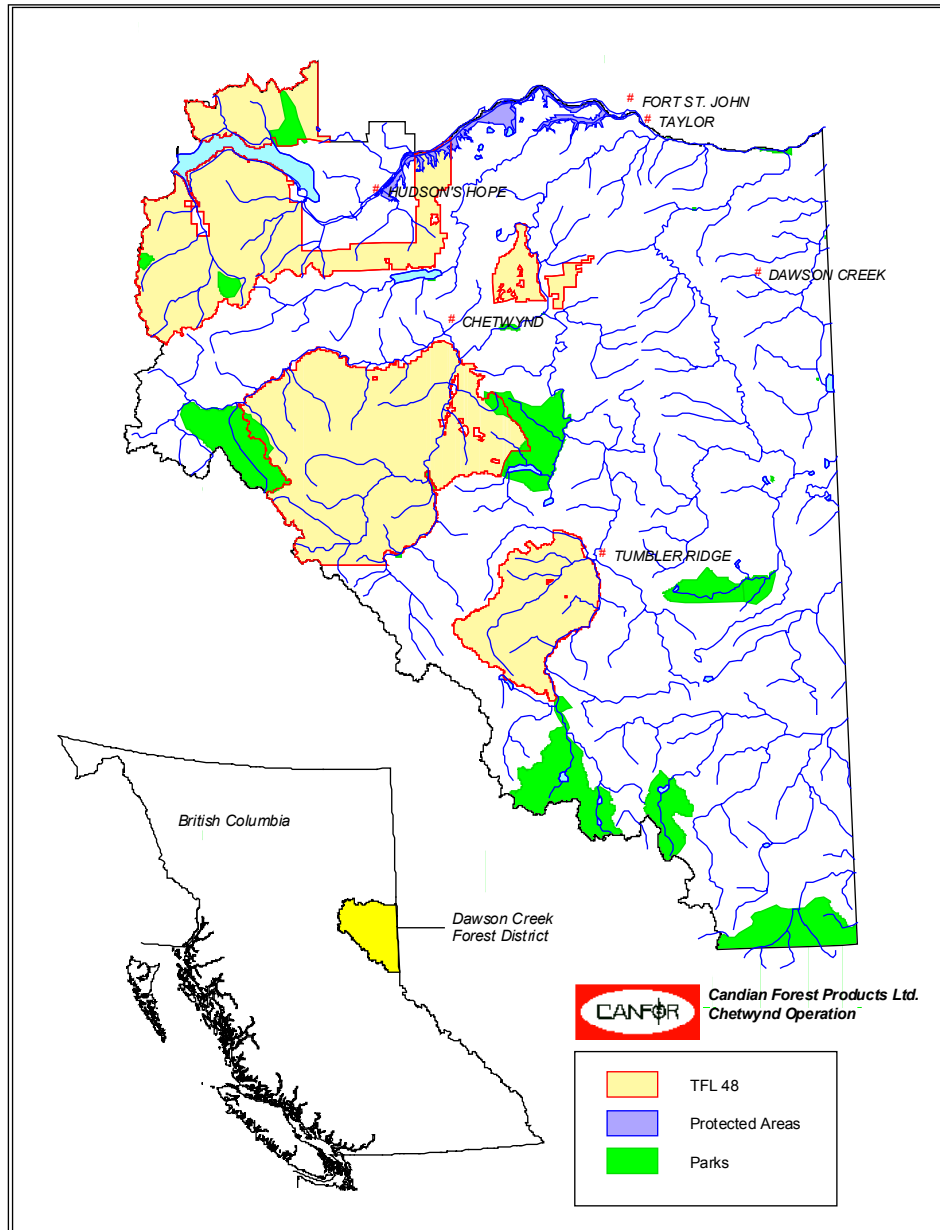 # FORT ST. JOHN
# TAYLOR
# HUDSON'S HOPE
# DAWSON CREEK
# CHETWYND
# TUMBLER RIDGE
British Columbia
Dawson Creek
Forest District
CANFOR
Candian Forest Products Ltd.
Chetwynd Operation
TFL 48
Protected Areas
Parks